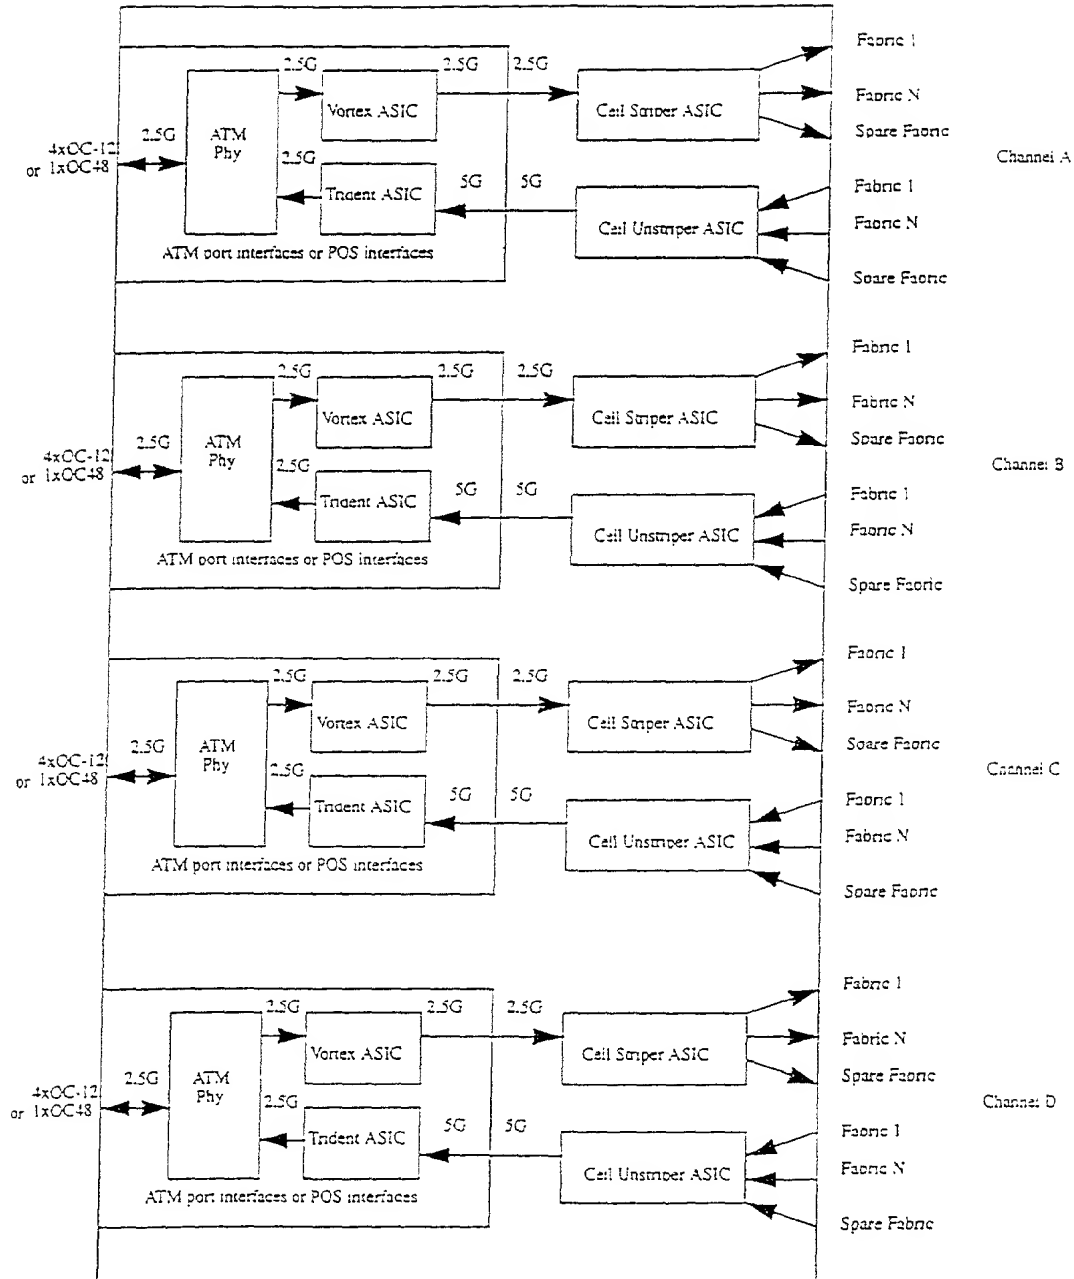 Fabric 1
2.5G 2.5G 2.5G
Vortex ASIC
Cell Striper ASIC
Fabric N
Spare Fabric
ATM
Phy
4xOC-12
or 1xOC48
2.5G
2.5G
Channel A
Trident ASIC
5G 5G
Fabric 1
Cell Unstriper ASIC
Fabric N
ATM port interfaces or POS interfaces
Spare Fabric
Fabric 1
2.5G 2.5G 2.5G
Vortex ASIC
Cell Striper ASIC
Fabric N
Spare Fabric
ATM
Phy
4xOC-12
or 1xOC48
2.5G
2.5G
Channel B
Trident ASIC
5G 5G
Fabric 1
Cell Unstriper ASIC
Fabric N
ATM port interfaces or POS interfaces
Spare Fabric
Fabric 1
2.5G 2.5G 2.5G
Vortex ASIC
Cell Striper ASIC
Fabric N
Spare Fabric
ATM
Phy
4xOC-12
or 1xOC48
2.5G
2.5G
Channel C
Trident ASIC
5G 5G
Fabric 1
Cell Unstriper ASIC
Fabric N
ATM port interfaces or POS interfaces
Spare Fabric
Fabric 1
2.5G 2.5G 2.5G
Vortex ASIC
Cell Striper ASIC
Fabric N
Spare Fabric
ATM
Phy
4xOC-12
or 1xOC48
2.5G
2.5G
Channel D
Trident ASIC
5G 5G
Fabric 1
Cell Unstriper ASIC
Fabric N
ATM port interfaces or POS interfaces
Spare Fabric